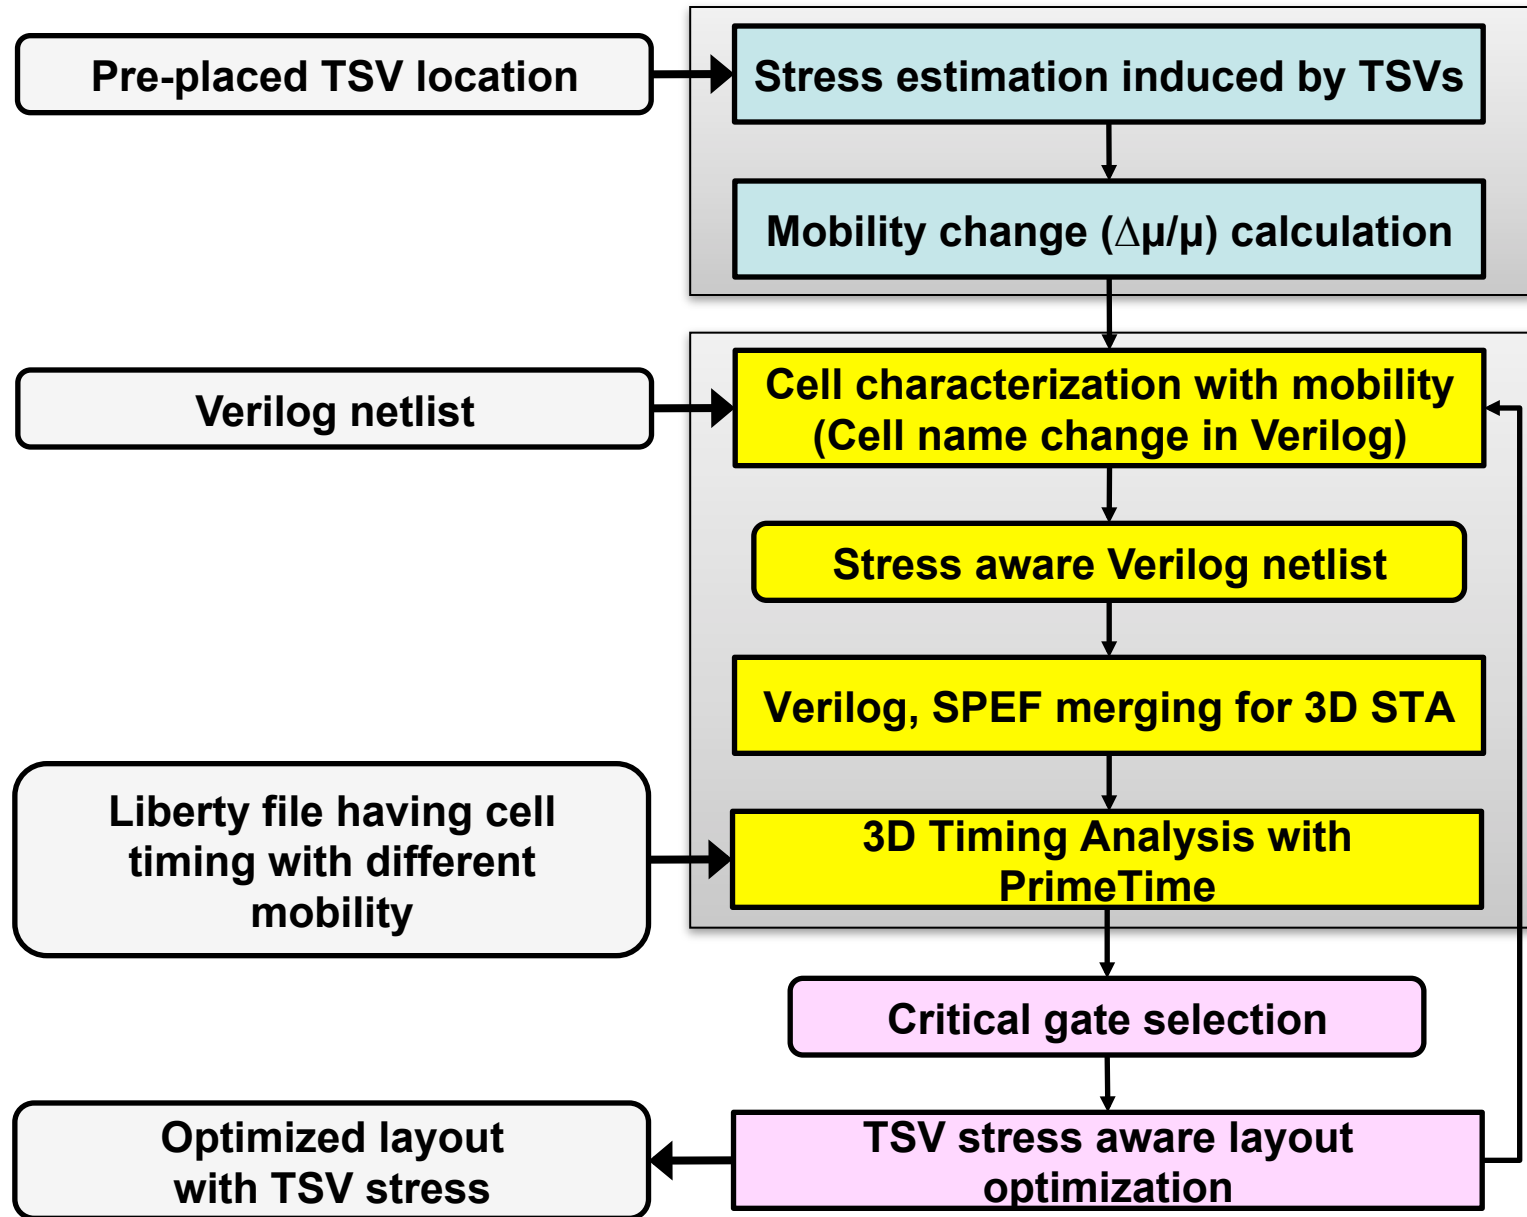 Pre-placed TSV location
Stress estimation induced by TSVs
Mobility change (∆μ/μ) calculation
Verilog netlist
Cell characterization with mobility
(Cell name change in Verilog)
Stress aware Verilog netlist
Verilog, SPEF merging for 3D STA
Liberty file having cell
timing with different
mobility
3D Timing Analysis with
PrimeTime
Critical gate selection
Optimized layout
with TSV stress
TSV stress aware layout
optimization